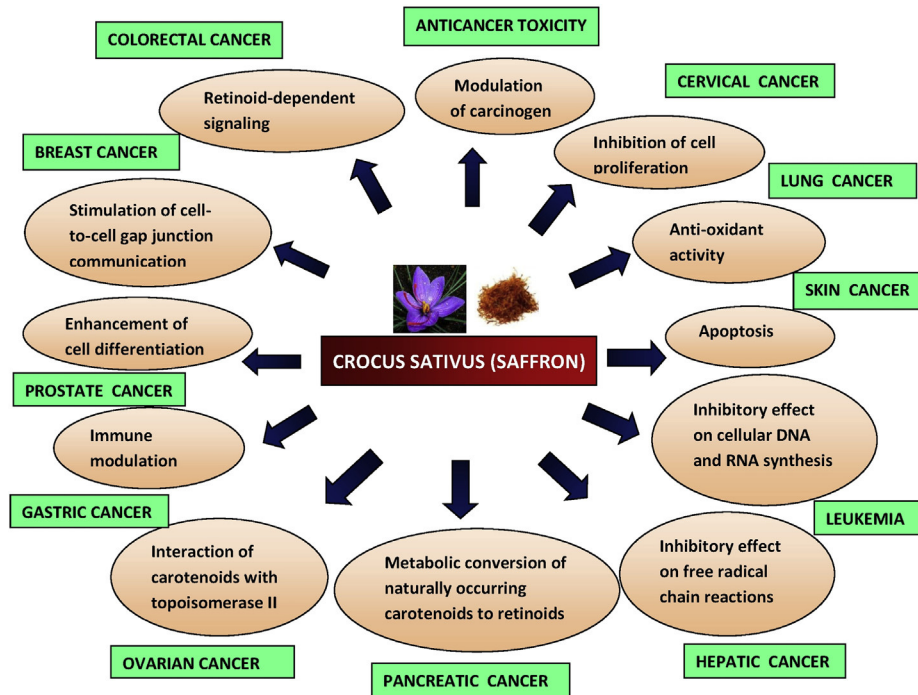 COLORECTAL CANCER
ANTICANCER TOXICITY
CERVICAL CANCER
Retinoid-dependent
signaling
Modulation
of carcinogen
Inhibition of cell
proliferation
BREAST CANCER
LUNG CANCER
Stimulation of cell-
to-cell gap junction
communication
Anti-oxidant
activity
SKIN CANCER
Enhancement of
cell differentiation
CROCUS SATIVUS (SAFFRON)
Apoptosis
PROSTATE CANCER
Immune
modulation
Inhibitory effect
on cellular DNA
and RNA synthesis
GASTRIC CANCER
LEUKEMIA
Interaction of
carotenoids with
topoisomerase II
Metabolic conversion of
naturally occurring
carotenoids to retinoids
Inhibitory effect
on free radical
chain reactions
OVARIAN CANCER
PANCREATIC CANCER
HEPATIC CANCER